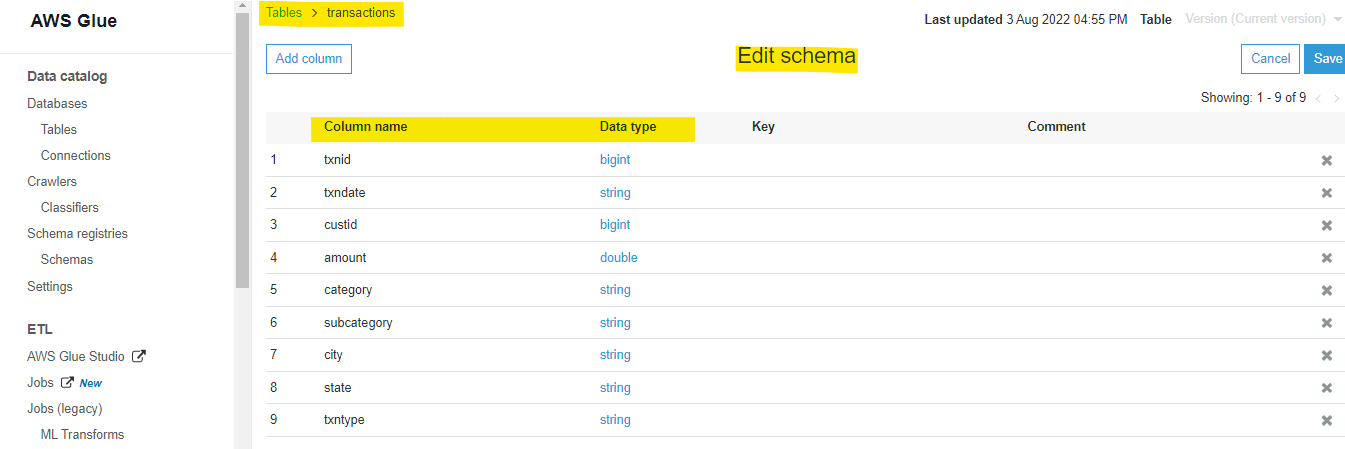 AWS Glue
Data catalog
Databases
Tables
Connections
Crawlers
Classifiers
Schema registries
Schemas
Settings
ETL
AWS Glue Studio
Jobs New
Jobs (legacy)
ML Transforms
Tables > transactions
Last updated 3 Aug 2022 04:55 PM Table Version (Current version)
Add column
Edit schema
Cancel Save
Showing: 1 - 9 of 9 < >
Column name Data type Key Comment
1 txnid bigint
2 txndate string
3 custid bigint
4 amount double
5 category string
6 subcategory string
7 city string
8 state string
9 txntype string